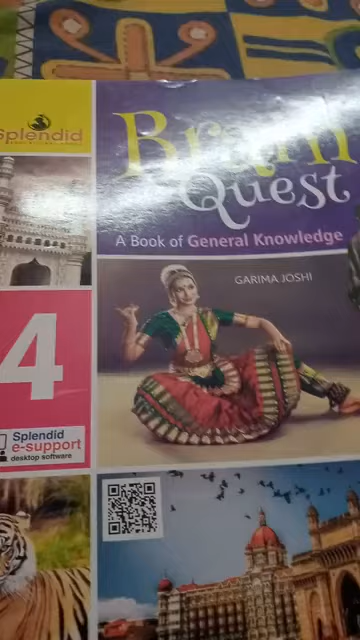 Splendid
Brain
Quest
A Book of General Knowledge
GARIMA JOSHI
4
Splendid
e-support
desktop software